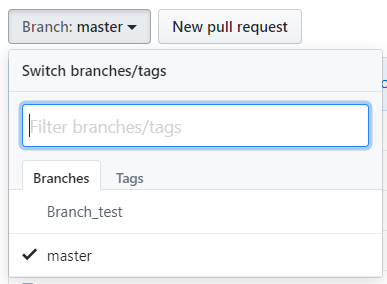 Branch: master New pull request
Switch branches/tags
Filter branches/tags
Branches Tags
Branch_test
master